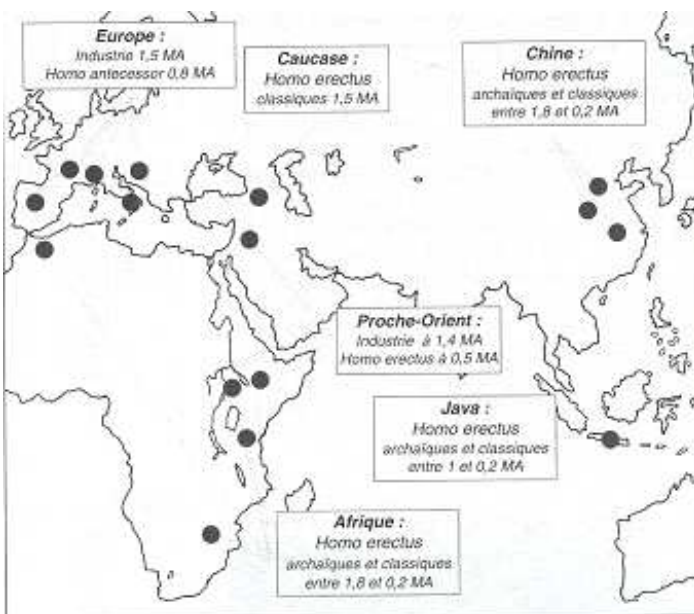 Europe :
Industrie 1,5 MA
Homo antecessor 0,8 MA
Caucase :
Homo erectus
classiques 1,5 MA
Chine :
Homo erectus
archaïques et classiques
entre 1,8 et 0,2 MA
Proche-Orient :
Industrie à 1,4 MA
Homo erectus à 0,5 MA
Java :
Homo erectus
archaïques et classiques
entre 1 et 0,2 MA
Afrique :
Homo erectus
archaïques et classiques
entre 1,8 et 0,2 MA